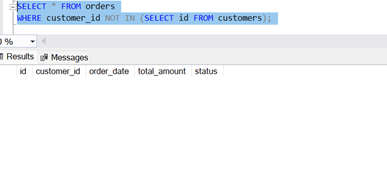 SELECT * FROM orders
WHERE customer_id NOT IN (SELECT id FROM customers);
0 %
Results Messages
id customer_id order_date total_amount status